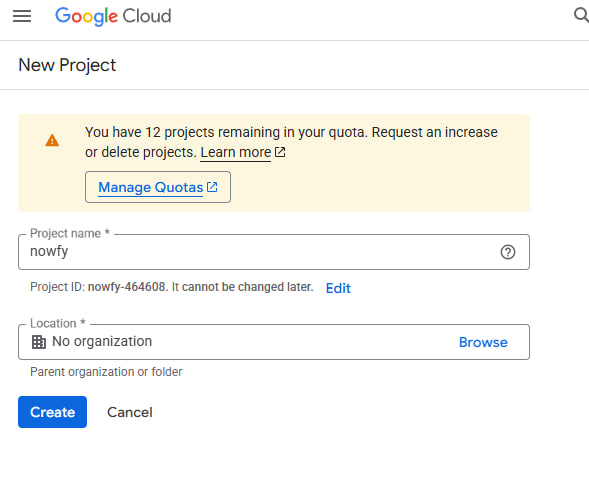 Google Cloud
New Project
You have 12 projects remaining in your quota. Request an increase
or delete projects. Learn more
Manage Quotas
Project name *
nowfy
Project ID: nowfy-464608. It cannot be changed later. Edit
Location *
No organization Browse
Parent organization or folder
Create Cancel